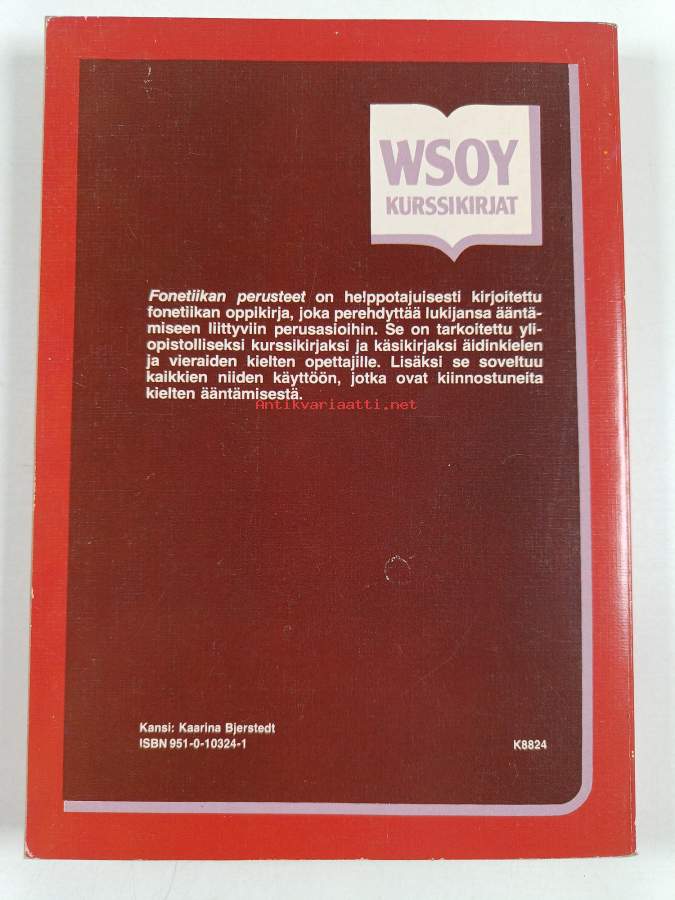 WSOY
KURSSIKIRJAT
Fonetiikan perusteet on helppotajuisesti kirjoitettu
fonetiikan oppikirja, joka perehdyttää lukijansa ääntä-
miseen liittyviin perusasioihin. Se on tarkoitettu yli-
opistolliseksi kurssikirjaksi ja käsikirjaksi äidinkielen
ja vieraiden kielten opettajille. Lisäksi se soveltuu
kaikkien niiden käyttöön, jotka ovat kiinnostuneita
kielten ääntämisestä.
Antikvariaatti.net
Kansi: Kaarina Bjerstedt
ISBN 951-0-10324-1
K8824